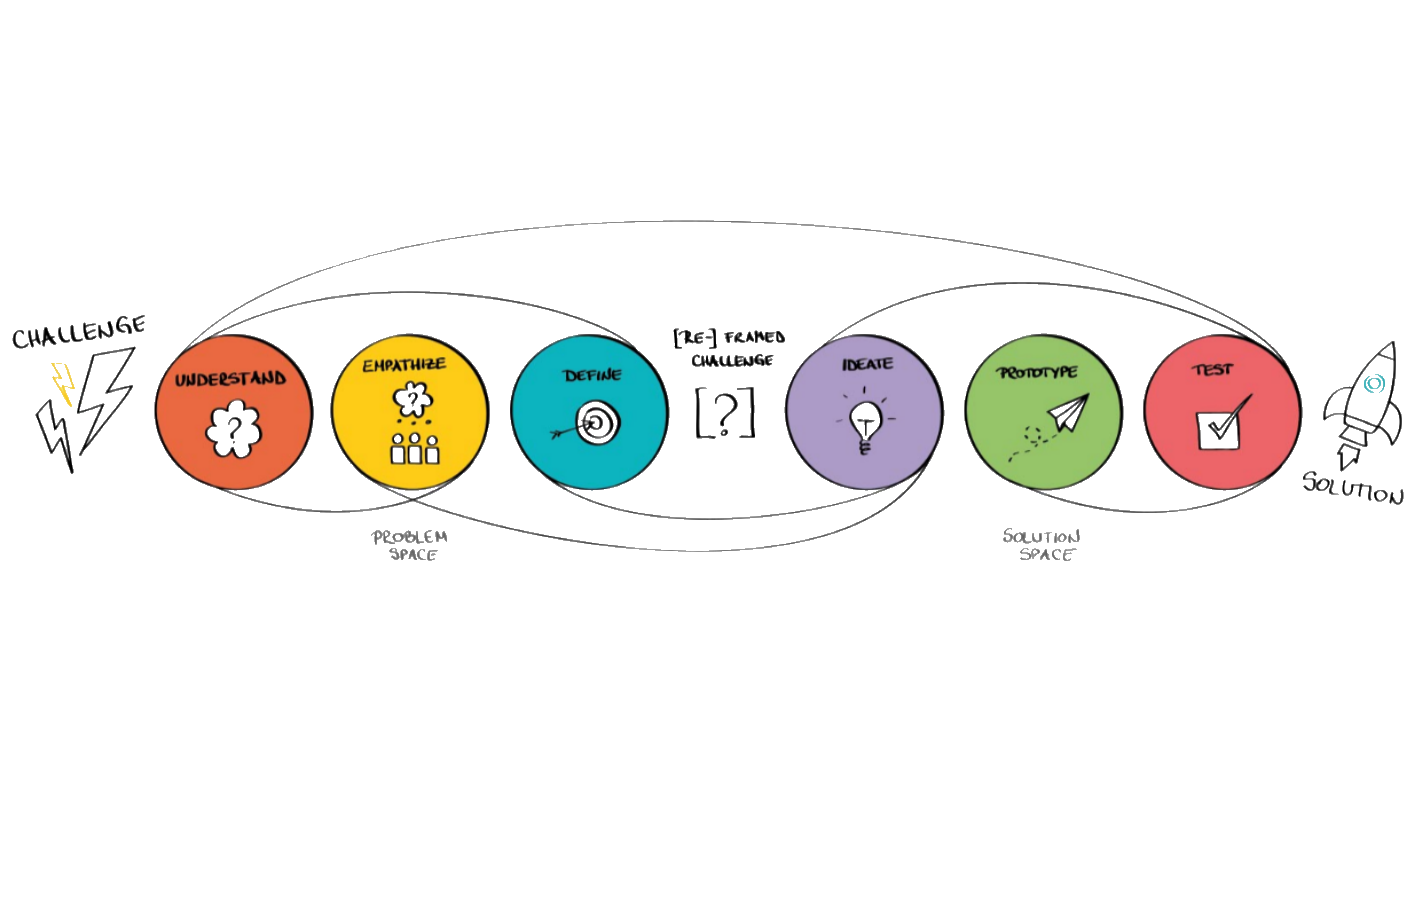 CHALLENGE
UNDERSTAND
?
EMPATHIZE
?
DEFINE
[RE-] FRAMED
CHALLENGE
[?]
IDEATE
PROTOTYPE
TEST
SOLUTION
PROBLEM
SPACE
SOLUTION
SPACE